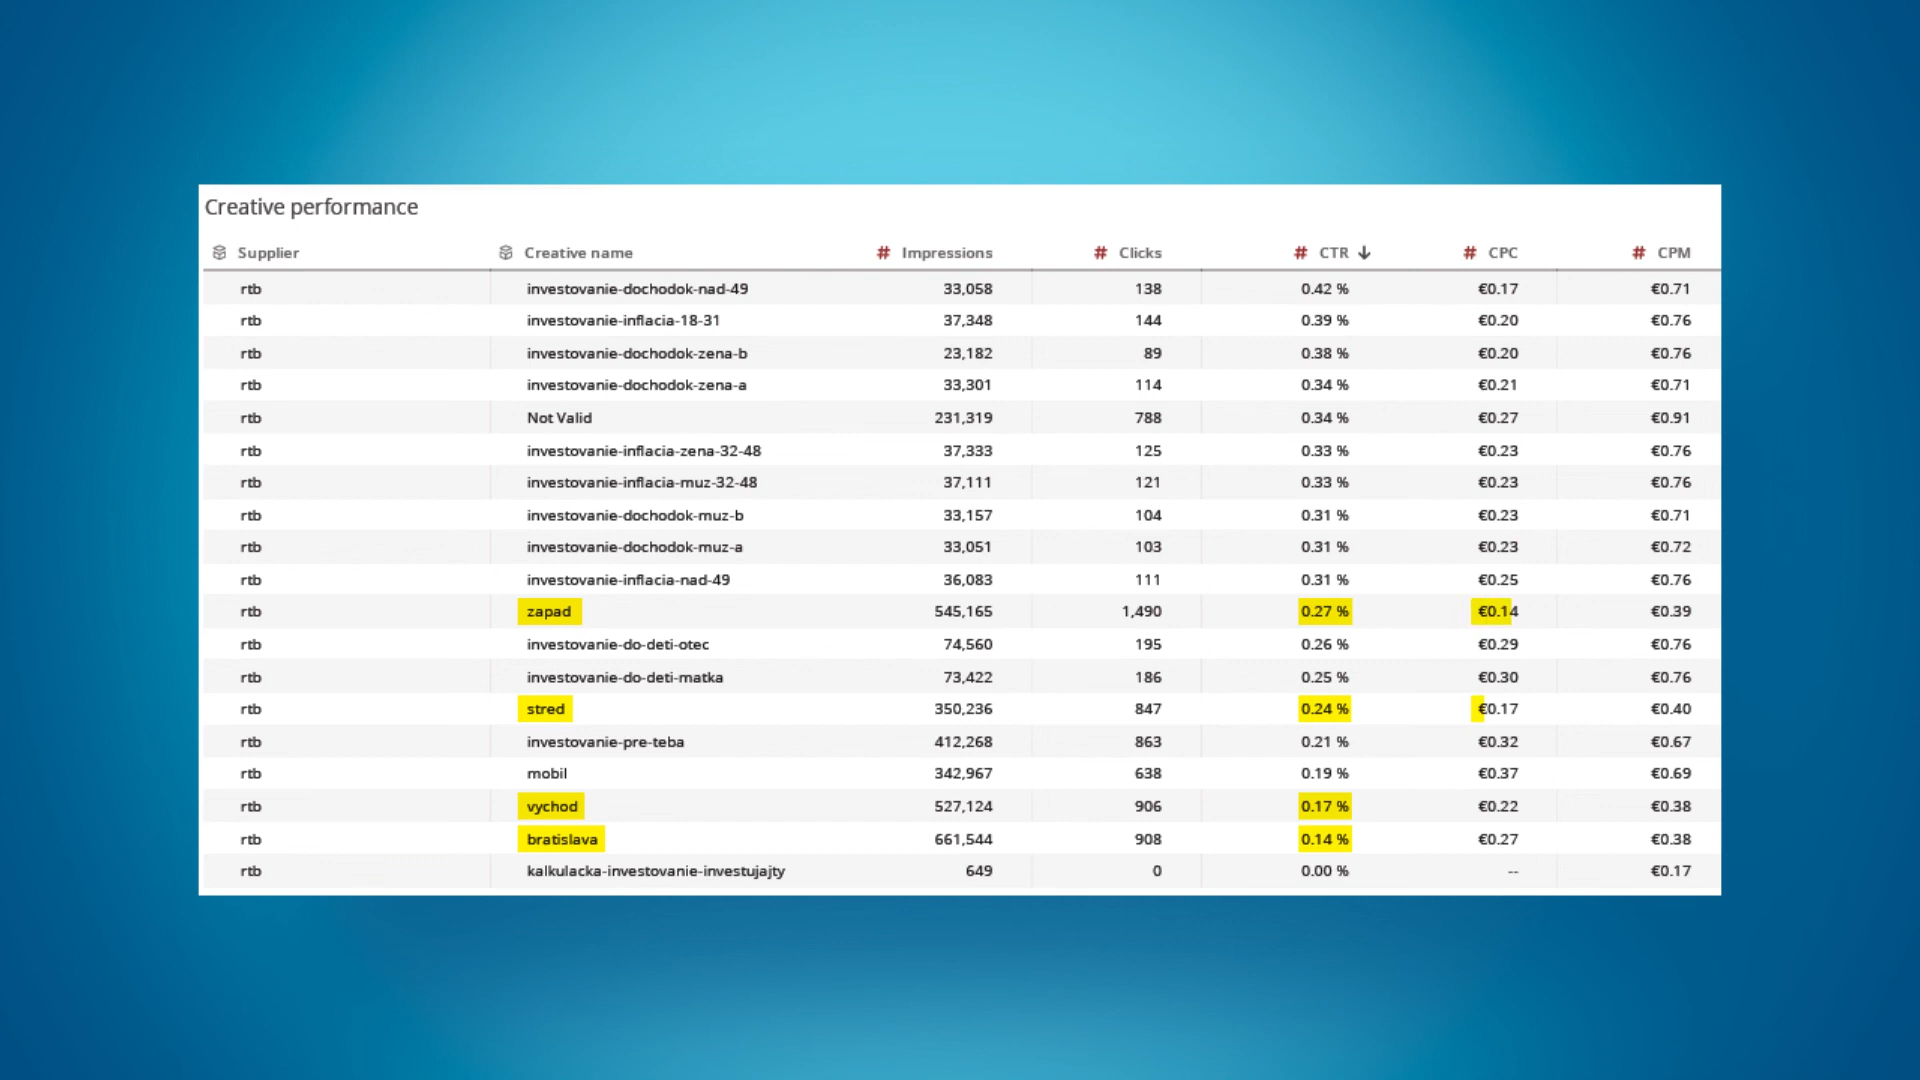 Creative performance
Supplier Creative name # Impressions # Clicks # CTR ↓ # CPC # CPM
rtb investovanie-dochodok-nad-49 33,058 138 0.42 % €0.17 €0.71
rtb investovanie-inflacia-18-31 37,348 144 0.39 % €0.20 €0.76
rtb investovanie-dochodok-zena-b 23,182 89 0.38 % €0.20 €0.76
rtb investovanie-dochodok-zena-a 33,301 114 0.34 % €0.21 €0.71
rtb Not Valid 231,319 788 0.34 % €0.27 €0.91
rtb investovanie-inflacia-zena-32-48 37,333 125 0.33 % €0.23 €0.76
rtb investovanie-inflacia-muz-32-48 37,111 121 0.33 % €0.23 €0.76
rtb investovanie-dochodok-muz-b 33,157 104 0.31 % €0.23 €0.71
rtb investovanie-dochodok-muz-a 33,051 103 0.31 % €0.23 €0.72
rtb investovanie-inflacia-nad-49 36,083 111 0.31 % €0.25 €0.76
rtb zapad 545,165 1,490 0.27 % €0.14 €0.39
rtb investovanie-do-deti-otec 74,560 195 0.26 % €0.29 €0.76
rtb investovanie-do-deti-matka 73,422 186 0.25 % €0.30 €0.76
rtb stred 350,236 847 0.24 % €0.17 €0.40
rtb investovanie-pre-teba 412,268 863 0.21 % €0.32 €0.67
rtb mobil 342,967 638 0.19 % €0.37 €0.69
rtb vychod 527,124 906 0.17 % €0.22 €0.38
rtb bratislava 661,544 908 0.14 % €0.27 €0.38
rtb kalkulacka-investovanie-investujajty 649 0 0.00 % -- €0.17